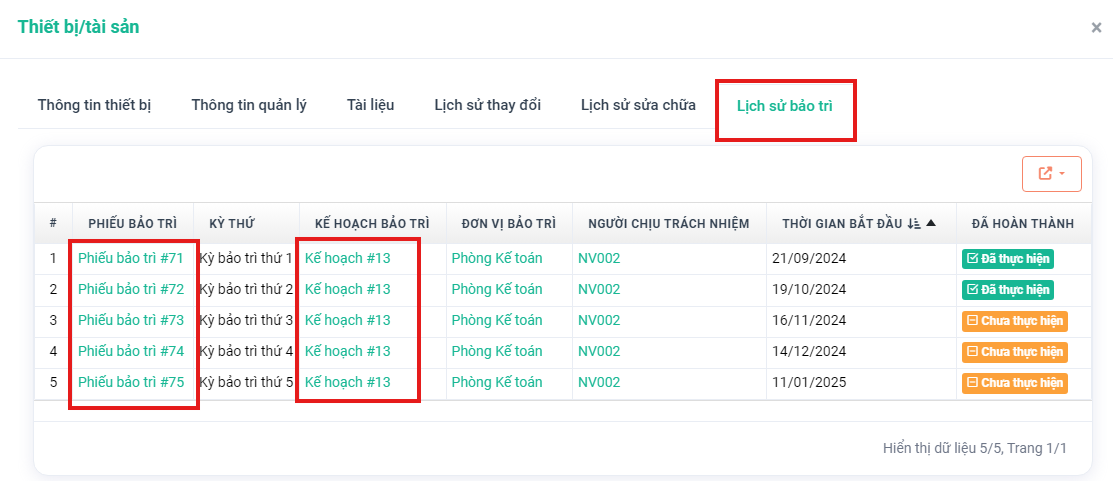 Thiết bị/tài sản ×
Thông tin thiết bị Thông tin quản lý Tài liệu Lịch sử thay đổi Lịch sử sửa chữa Lịch sử bảo trì
# PHIẾU BẢO TRÌ KỲ THỨ KẾ HOẠCH BẢO TRÌ ĐƠN VỊ BẢO TRÌ NGƯỜI CHỊU TRÁCH NHIỆM THỜI GIAN BẮT ĐẦU ĐÃ HOÀN THÀNH
1 Phiếu bảo trì #71 Kỳ bảo trì thứ 1 Kế hoạch #13 Phòng Kế toán NV002 21/09/2024 Đã thực hiện
2 Phiếu bảo trì #72 Kỳ bảo trì thứ 2 Kế hoạch #13 Phòng Kế toán NV002 19/10/2024 Đã thực hiện
3 Phiếu bảo trì #73 Kỳ bảo trì thứ 3 Kế hoạch #13 Phòng Kế toán NV002 16/11/2024 Chưa thực hiện
4 Phiếu bảo trì #74 Kỳ bảo trì thứ 4 Kế hoạch #13 Phòng Kế toán NV002 14/12/2024 Chưa thực hiện
5 Phiếu bảo trì #75 Kỳ bảo trì thứ 5 Kế hoạch #13 Phòng Kế toán NV002 11/01/2025 Chưa thực hiện
Hiển thị dữ liệu 5/5, Trang 1/1